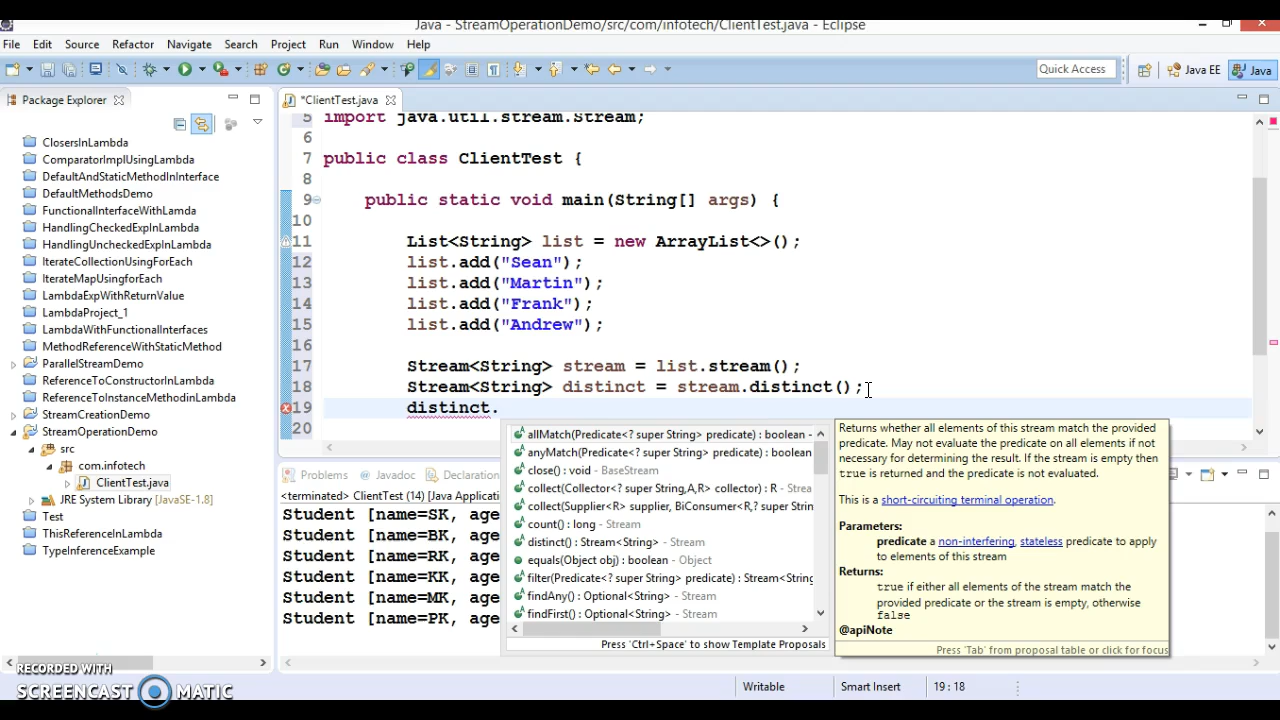 Java - StreamOperationDemo/src/com/infotech/ClientTest.java - Eclipse
File Edit Source Refactor Navigate Search Project Run Window Help
Quick Access Java EE Java
Package Explorer
*ClientTest.java
ClosersInLambda
ComparatorImplUsingLambda
DefaultAndStaticMethodInInterface
DefaultMethodsDemo
FunctionalInterfaceWithLamda
HandlingCheckedExpInLambda
HandlingUncheckedExpInLambda
IterateCollectionUsingForEach
IterateMapUsingforEach
LambdaExpWithReturnValue
LambdaProject_1
LambdaWithFunctionalInterfaces
MethodReferenceWithStaticMethod
ParallelStreamDemo
ReferenceToConstructorInLambda
ReferenceToInstanceMethodinLambda
StreamCreationDemo
StreamOperationDemo
src
com.infotech
ClientTest.java
JRE System Library [JavaSE-1.8]
Test
ThisReferenceInLambda
TypeInferenceExample
5 import java.util.stream.Stream;
6
7 public class ClientTest {
8
9 public static void main(String[] args) {
10
11 List<String> list = new ArrayList<>();
12 list.add("Sean");
13 list.add("Martin");
14 list.add("Frank");
15 list.add("Andrew");
16
17 Stream<String> stream = list.stream();
18 Stream<String> distinct = stream.distinct();
19 distinct.
20
allMatch(Predicate<? super String> predicate) : boolean -
anyMatch(Predicate<? super String> predicate) : boolean
close() : void - BaseStream
collect(Collector<? super String,A,R> collector) : R - Strea
collect(Supplier<R> supplier, BiConsumer<R,? super Strin
count() : long - Stream
distinct() : Stream<String> - Stream
equals(Object obj) : boolean - Object
filter(Predicate<? super String> predicate) : Stream<String
findAny() : Optional<String> - Stream
findFirst() : Optional<String> - Stream
Press 'Ctrl+Space' to show Template Proposals
Returns whether all elements of this stream match the provided
predicate. May not evaluate the predicate on all elements if not
necessary for determining the result. If the stream is empty then
true is returned and the predicate is not evaluated.
This is a short-circuiting terminal operation.
Parameters:
predicate a non-interfering, stateless predicate to apply
to elements of this stream
Returns:
true if either all elements of the stream match the
provided predicate or the stream is empty, otherwise
false
@apiNote
Press 'Tab' from proposal table or click for focus
Problems Javadoc Declaration
<terminated> ClientTest (14) [Java Applicatio
Student [name=SK, age
Student [name=BK, age
Student [name=RK, age
Student [name=KK, age
Student [name=MK, age
Student [name=PK, age
Writable Smart Insert 19 : 18
RECORDED WITH
SCREENCAST MATIC